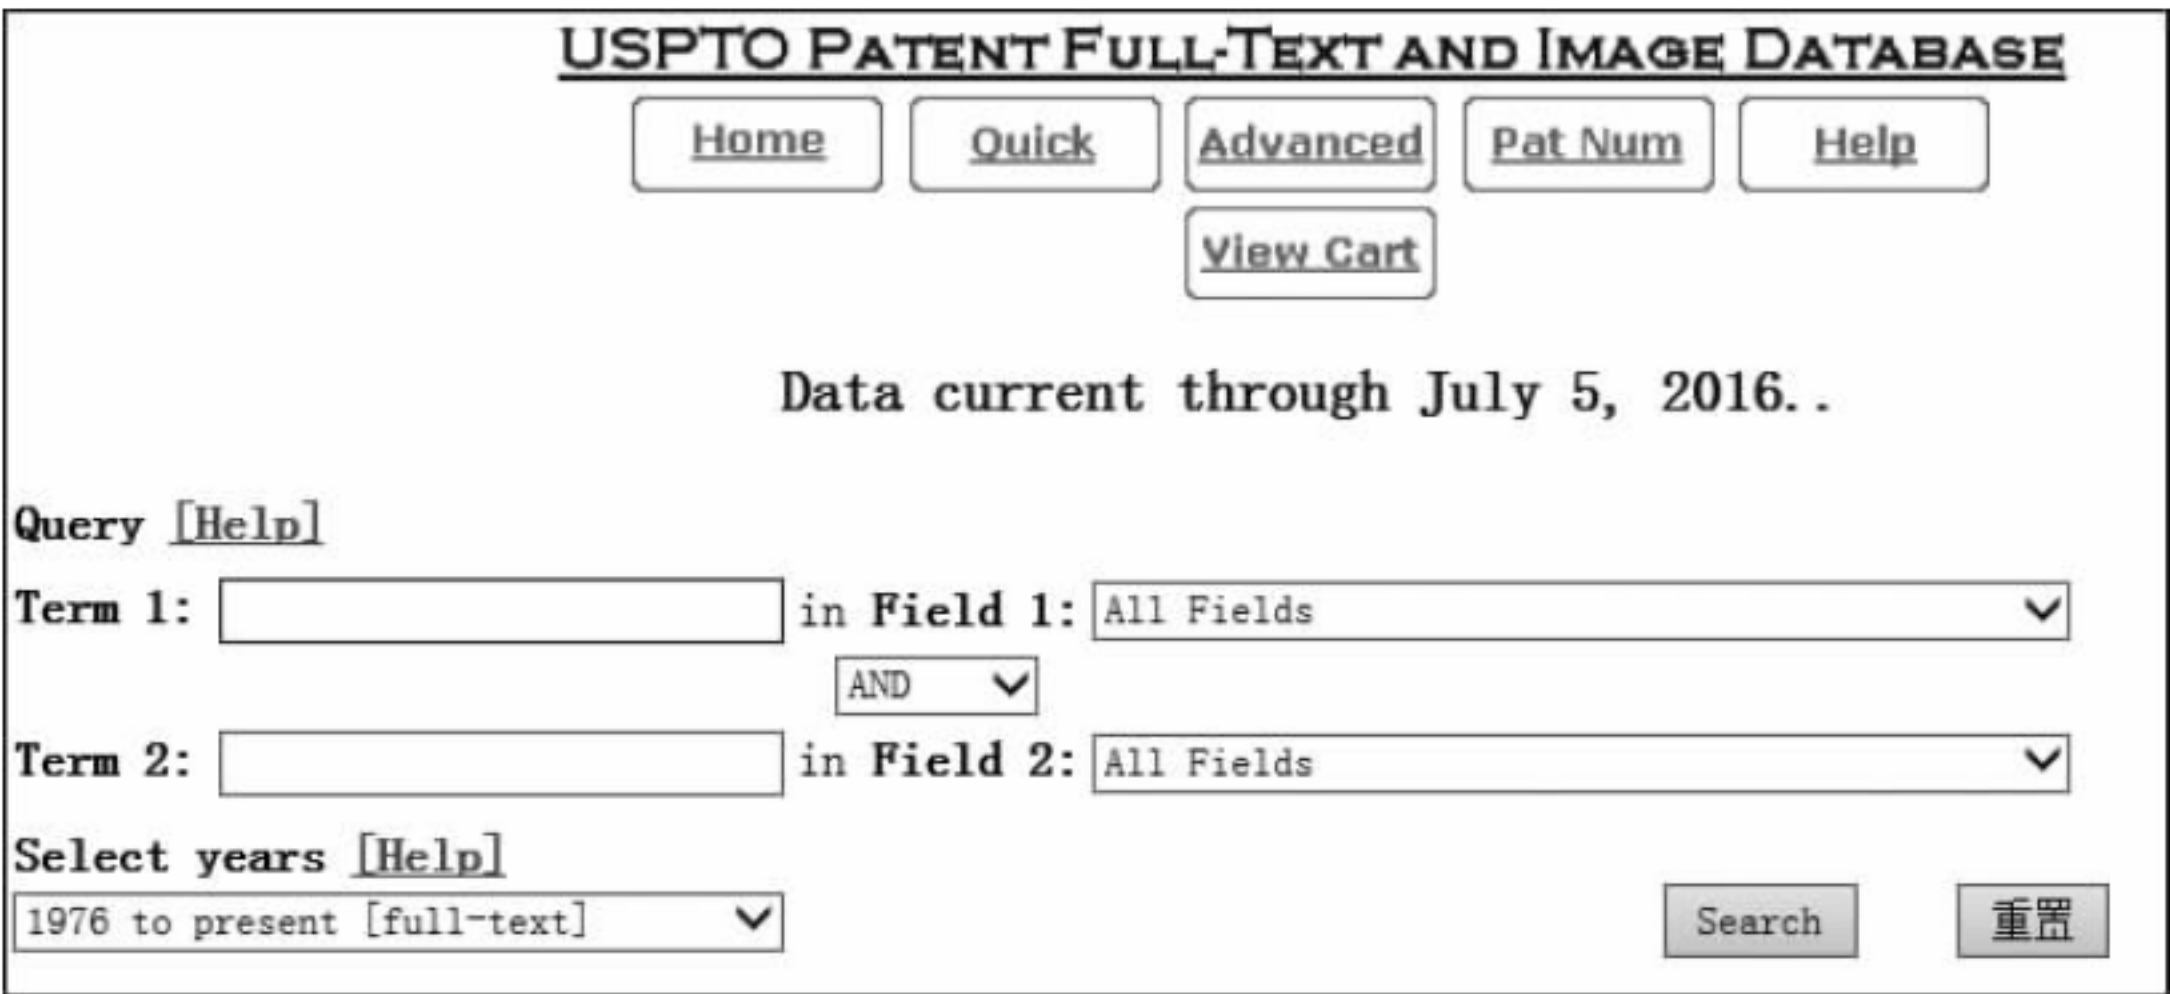 USPTO PATENT FULL-TEXT AND IMAGE DATABASE
Home Quick Advanced Pat Num Help
View Cart
Data current through July 5, 2016..
Query [Help]
Term 1: in Field 1: All Fields
AND
Term 2: in Field 2: All Fields
Select years [Help]
1976 to present [full-text] Search 重置